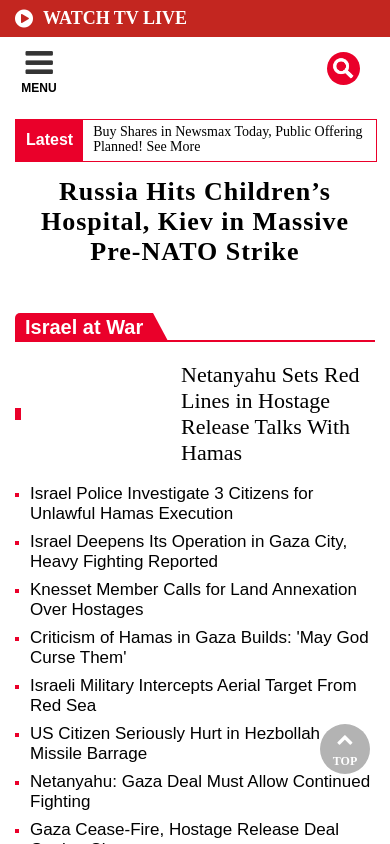 WATCH TV LIVE
MENU
Latest
Buy Shares in Newsmax Today, Public Offering
Planned! See More
Russia Hits Children’s
Hospital, Kiev in Massive
Pre-NATO Strike
Israel at War
Netanyahu Sets Red
Lines in Hostage
Release Talks With
Hamas
Israel Police Investigate 3 Citizens for
Unlawful Hamas Execution
Israel Deepens Its Operation in Gaza City,
Heavy Fighting Reported
Knesset Member Calls for Land Annexation
Over Hostages
Criticism of Hamas in Gaza Builds: 'May God
Curse Them'
Israeli Military Intercepts Aerial Target From
Red Sea
US Citizen Seriously Hurt in Hezbollah
Missile Barrage
TOP
Netanyahu: Gaza Deal Must Allow Continued
Fighting
Gaza Cease-Fire, Hostage Release Deal